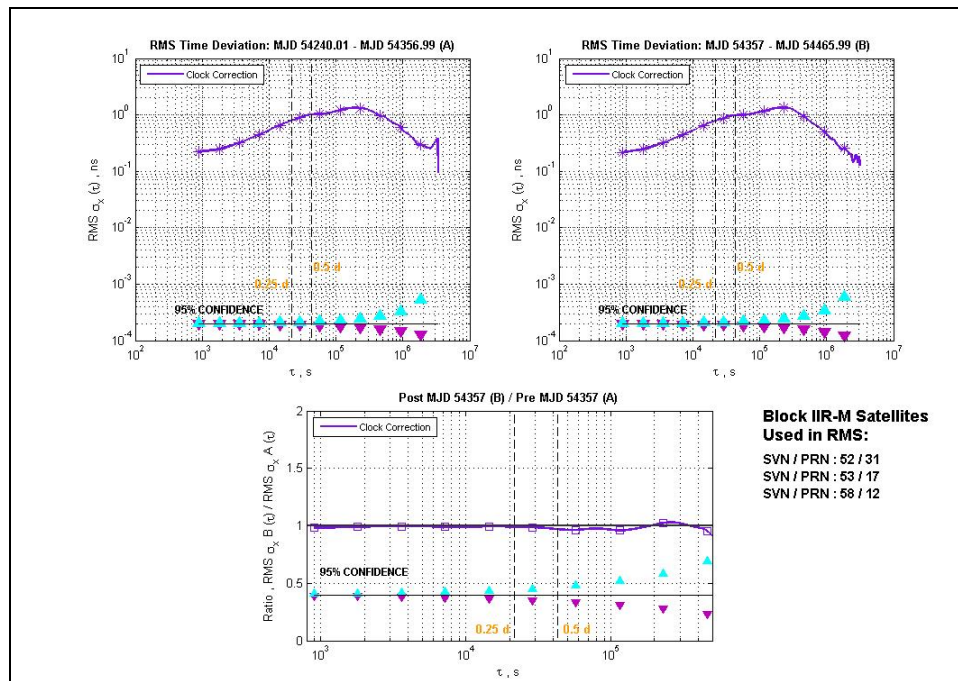 RMS Time Deviation: MJD 54240.01 - MJD 54356.99 (A)
RMS σx (τ) , ns
10^1
10^0
10^-1
10^-2
10^-3
10^-4
Clock Correction
0.25 d
0.5 d
95% CONFIDENCE
10^2 10^3 10^4 10^5 10^6 10^7
τ , s
RMS Time Deviation: MJD 54357 - MJD 54465.99 (B)
RMS σx (τ) , ns
10^1
10^0
10^-1
10^-2
10^-3
10^-4
Clock Correction
0.25 d
0.5 d
95% CONFIDENCE
10^2 10^3 10^4 10^5 10^6 10^7
τ , s
Post MJD 54357 (B) / Pre MJD 54357 (A)
Ratio , RMS σx B (τ) / RMS σx A (τ)
2
1.5
1
0.5
0
Clock Correction
95% CONFIDENCE
0.25 d
0.5 d
10^3 10^4 10^5
τ , s
Block IIR-M Satellites
Used in RMS:
SVN / PRN : 52 / 31
SVN / PRN : 53 / 17
SVN / PRN : 58 / 12